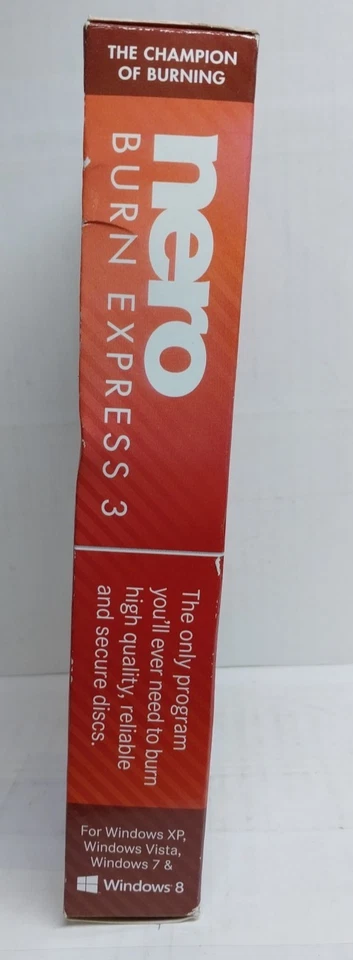 THE CHAMPION
OF BURNING
nero
BURN EXPRESS 3
The only program
you'll ever need to burn
high quality, reliable
and secure discs.
For Windows XP,
Windows Vista,
Windows 7 &
Windows 8